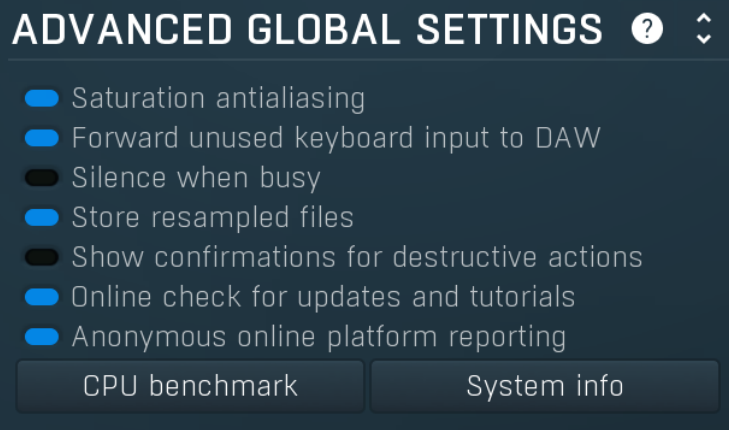 ADVANCED GLOBAL SETTINGS ?
Saturation antialiasing
Forward unused keyboard input to DAW
Silence when busy
Store resampled files
Show confirmations for destructive actions
Online check for updates and tutorials
Anonymous online platform reporting
CPU benchmark System info